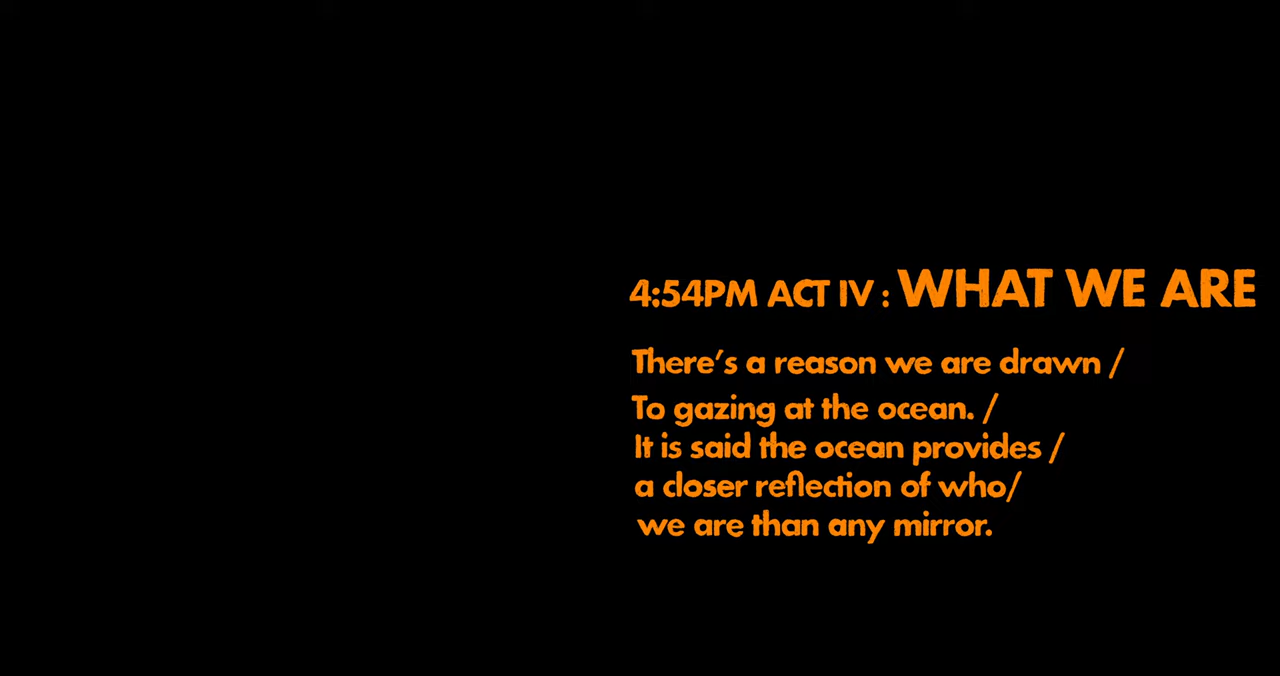 4:54PM ACT IV : WHAT WE ARE
There's a reason we are drawn /
To gazing at the ocean. /
It is said the ocean provides /
a closer reflection of who/
we are than any mirror.